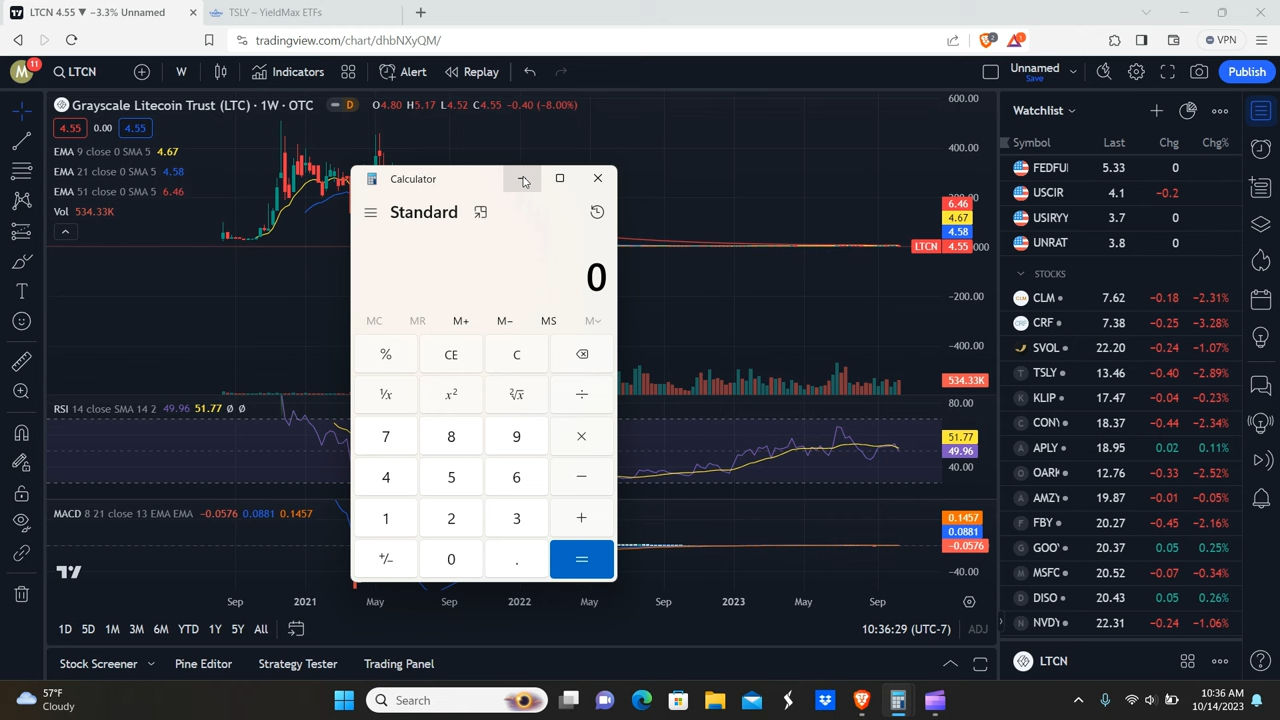 LTCN 4.55 ▼ −3.3% Unnamed
TSLY – YieldMax ETFs
tradingview.com/chart/dhbNXyQM/
2
1
VPN
M
11
LTCN
W
Indicators
Alert
Replay
Unnamed
Save
Publish
Grayscale Litecoin Trust (LTC) · 1W · OTC
D
O4.80 H5.17 L4.52 C4.55 −0.40 (−8.00%)
4.55 0.00 4.55
EMA 9 close 0 SMA 5 4.67
EMA 21 close 0 SMA 5 4.58
EMA 51 close 0 SMA 5 6.46
Vol 534.33K
600.00
400.00
6.46
4.67
4.58
LTCN 4.55
−200.00
−400.00
534.33K
RSI 14 close SMA 14 2 49.96 51.77 Ø Ø
80.00
51.77
49.96
40.00
MACD 8 21 close 13 EMA EMA −0.0576 0.0881 0.1457
0.1457
0.0881
−0.0576
−40.00
Sep 2021 May Sep 2022 May Sep 2023 May Sep
1D 5D 1M 3M 6M YTD 1Y 5Y All
10:36:29 (UTC-7)
ADJ
Stock Screener
Pine Editor
Strategy Tester
Trading Panel
Calculator
Standard
0
MC MR M+ M− MS M
% CE C
¹/x x² ²√x ÷
7 8 9 ×
4 5 6 −
1 2 3 +
+/− 0 . =
Watchlist
Symbol Last Chg Chg%
FEDFU 5.33 0
USCIR 4.1 −0.2
USIRYY 3.7 0
UNRAT 3.8 0
STOCKS
CLM 7.62 −0.18 −2.31%
CRF 7.38 −0.25 −3.28%
SVOL 22.20 −0.24 −1.07%
T TSLY 13.46 −0.40 −2.89%
K KLIP 17.47 −0.04 −0.23%
C CONY 18.37 −0.44 −2.34%
A APLY 18.95 0.02 0.11%
O OARK 12.76 −0.33 −2.52%
A AMZY 19.87 −0.01 −0.05%
F FBY 20.27 −0.45 −2.16%
G GOO 20.37 0.05 0.25%
M MSFC 20.52 −0.07 −0.34%
D DISO 20.43 0.05 0.26%
N NVDY 22.31 −0.24 −1.06%
LTCN
57°F
Cloudy
Search
10:36 AM
10/14/2023